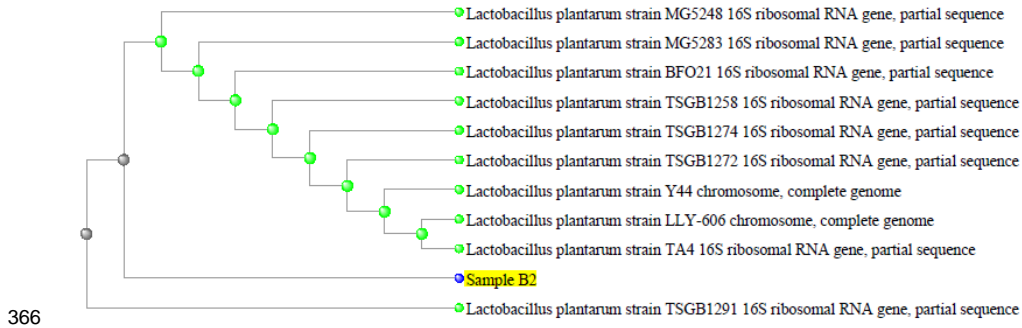 Lactobacillus plantarum strain MG5248 16S ribosomal RNA gene, partial sequence
Lactobacillus plantarum strain MG5283 16S ribosomal RNA gene, partial sequence
Lactobacillus plantarum strain BFO21 16S ribosomal RNA gene, partial sequence
Lactobacillus plantarum strain TSGB1258 16S ribosomal RNA gene, partial sequence
Lactobacillus plantarum strain TSGB1274 16S ribosomal RNA gene, partial sequence
Lactobacillus plantarum strain TSGB1272 16S ribosomal RNA gene, partial sequence
Lactobacillus plantarum strain Y44 chromosome, complete genome
Lactobacillus plantarum strain LLY-606 chromosome, complete genome
Lactobacillus plantarum strain TA4 16S ribosomal RNA gene, partial sequence
Sample B2
Lactobacillus plantarum strain TSGB1291 16S ribosomal RNA gene, partial sequence
366